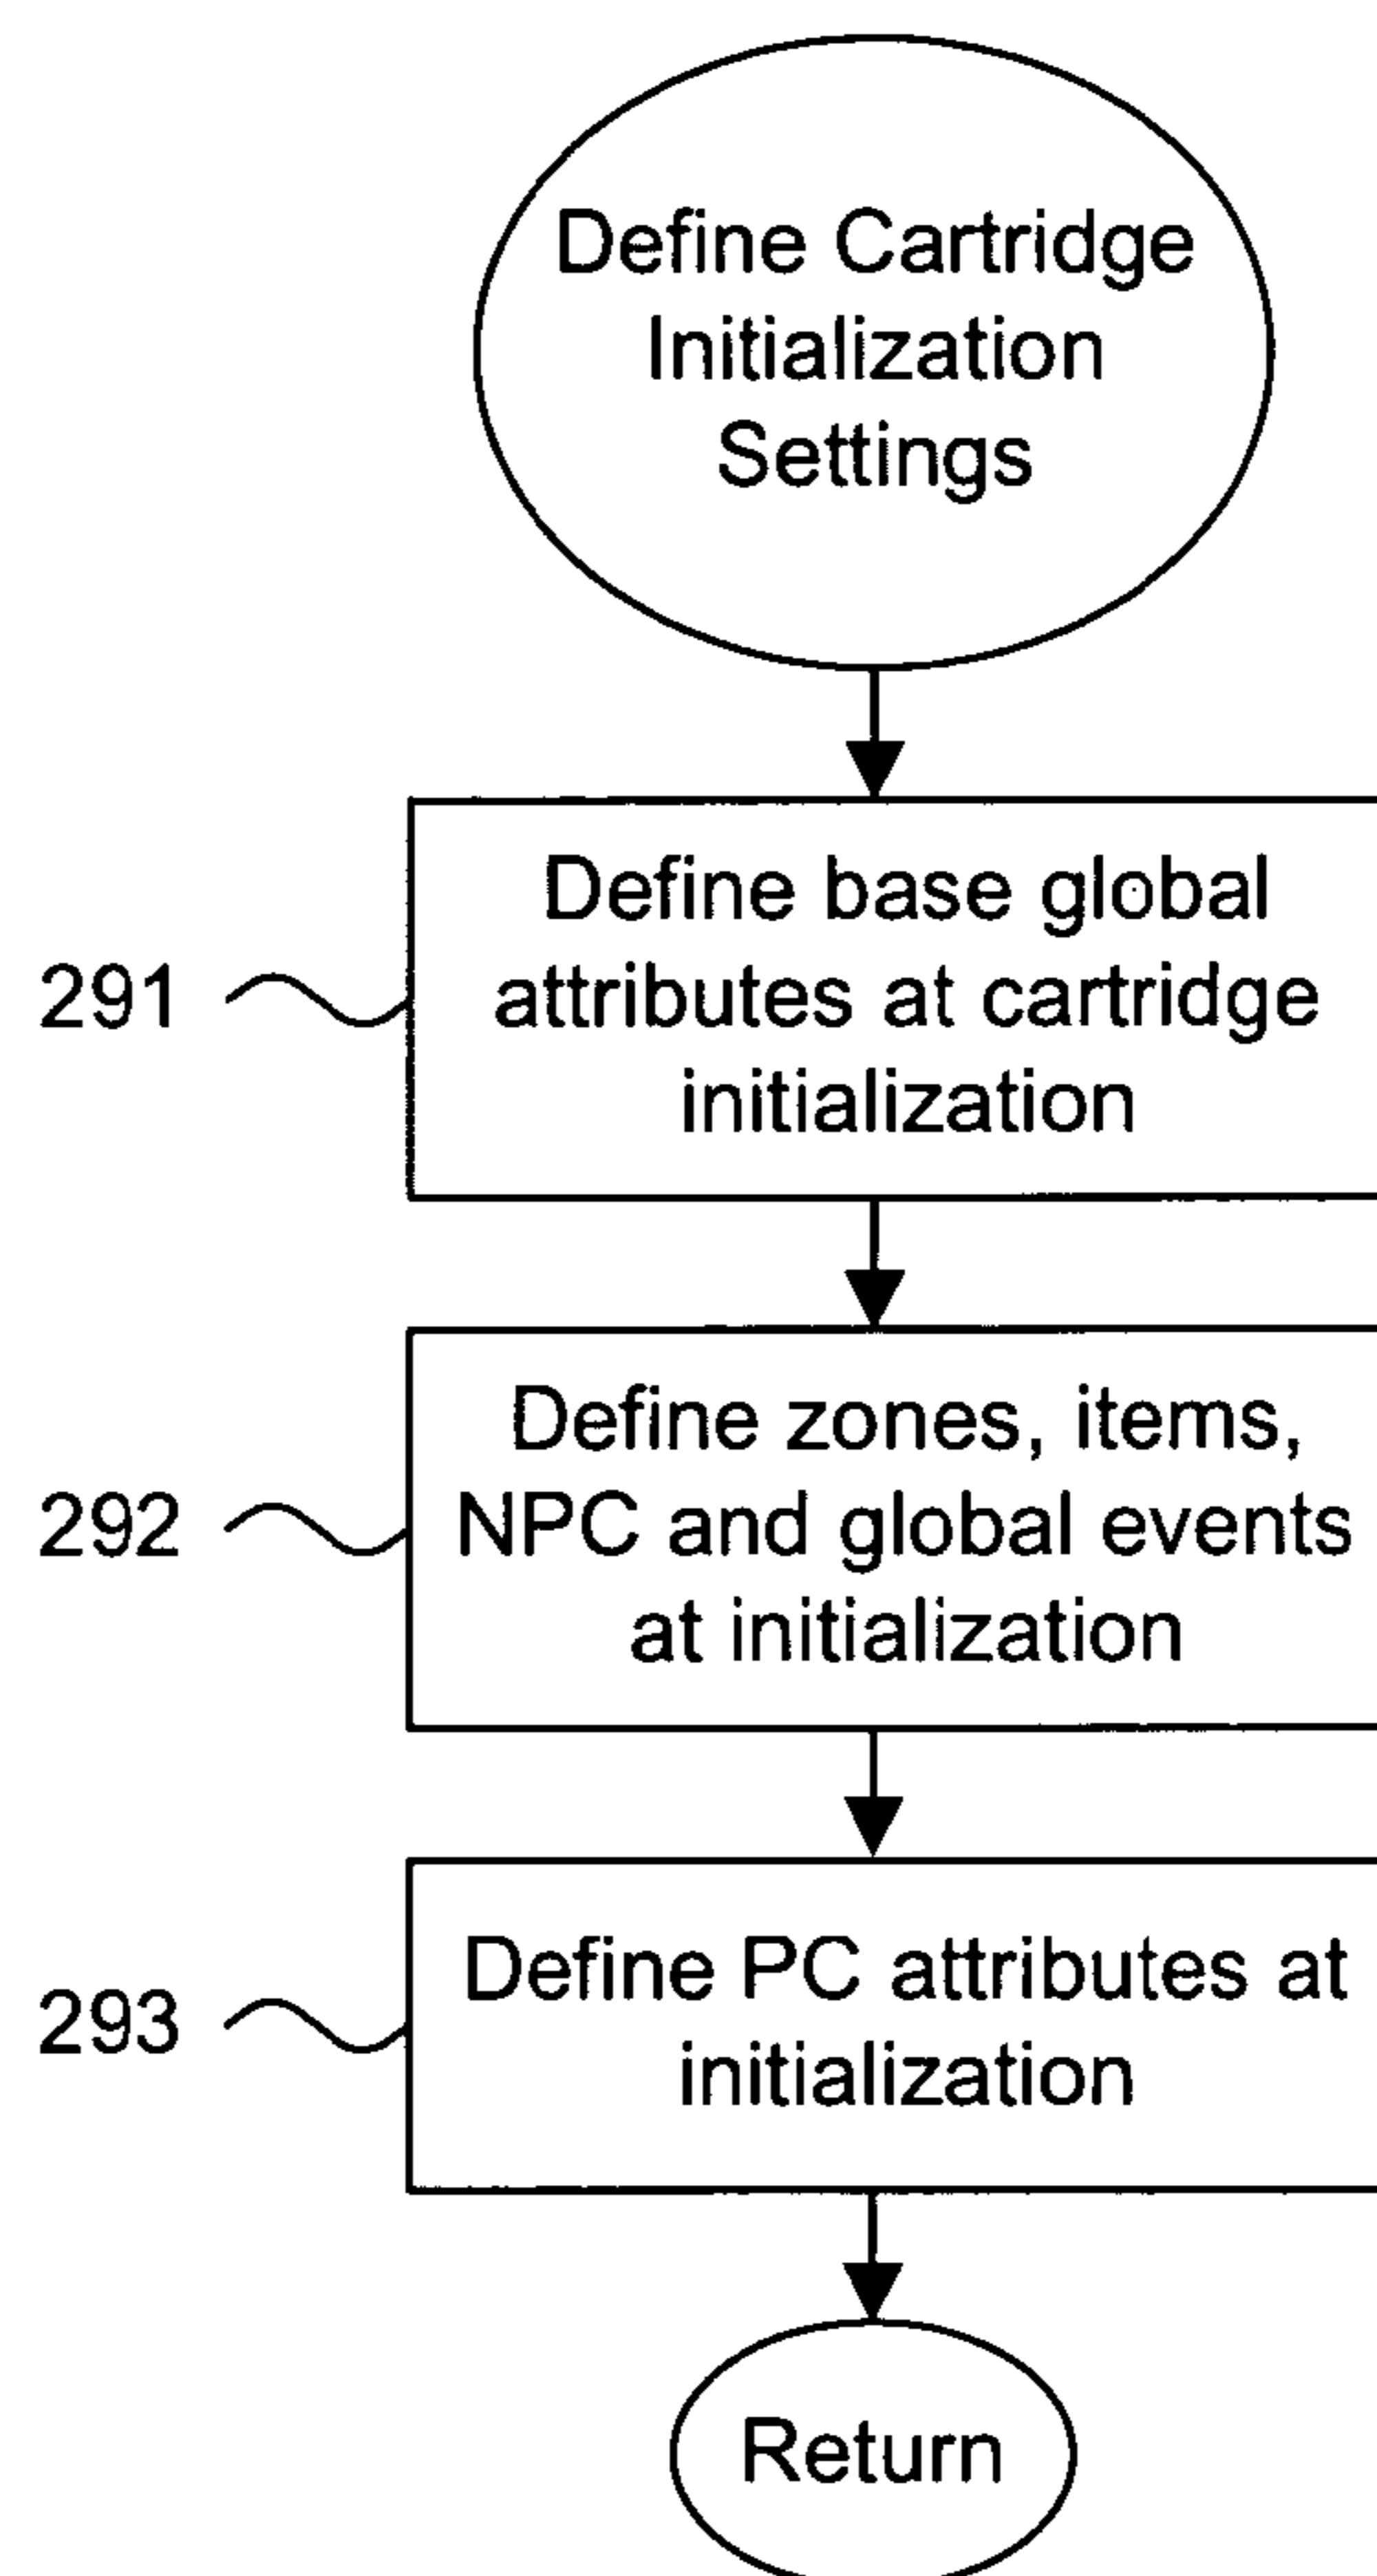 Define Cartridge
Initialization
Settings
Define base global
attributes at cartridge
initialization
291
Define zones, items,
NPC and global events
at initialization
292
Define PC attributes at
initialization
293
Return